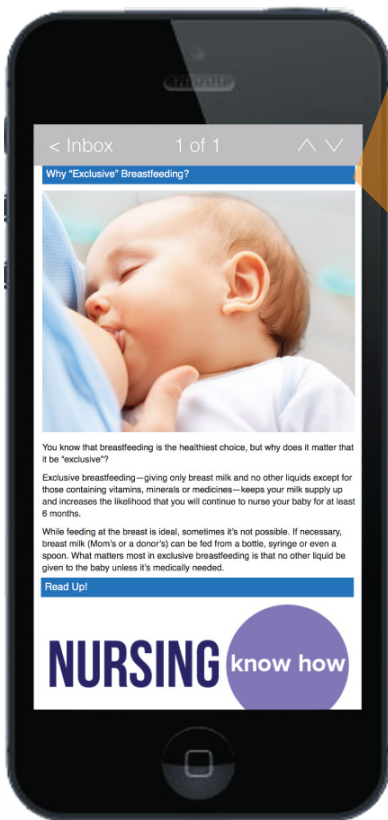 < Inbox 1 of 1
Why “Exclusive” Breastfeeding?
You know that breastfeeding is the healthiest choice, but why does it matter that
it be “exclusive”?
Exclusive breastfeeding—giving only breast milk and no other liquids except for
those containing vitamins, minerals or medicines—keeps your milk supply up
and increases the likelihood that you will continue to nurse your baby for at least
6 months.
While feeding at the breast is ideal, sometimes it’s not possible. If necessary,
breast milk (Mom’s or a donor’s) can be fed from a bottle, syringe or even a
spoon. What matters most in exclusive breastfeeding is that no other liquid be
given to the baby unless it’s medically needed.
Read Up!
NURSING know how